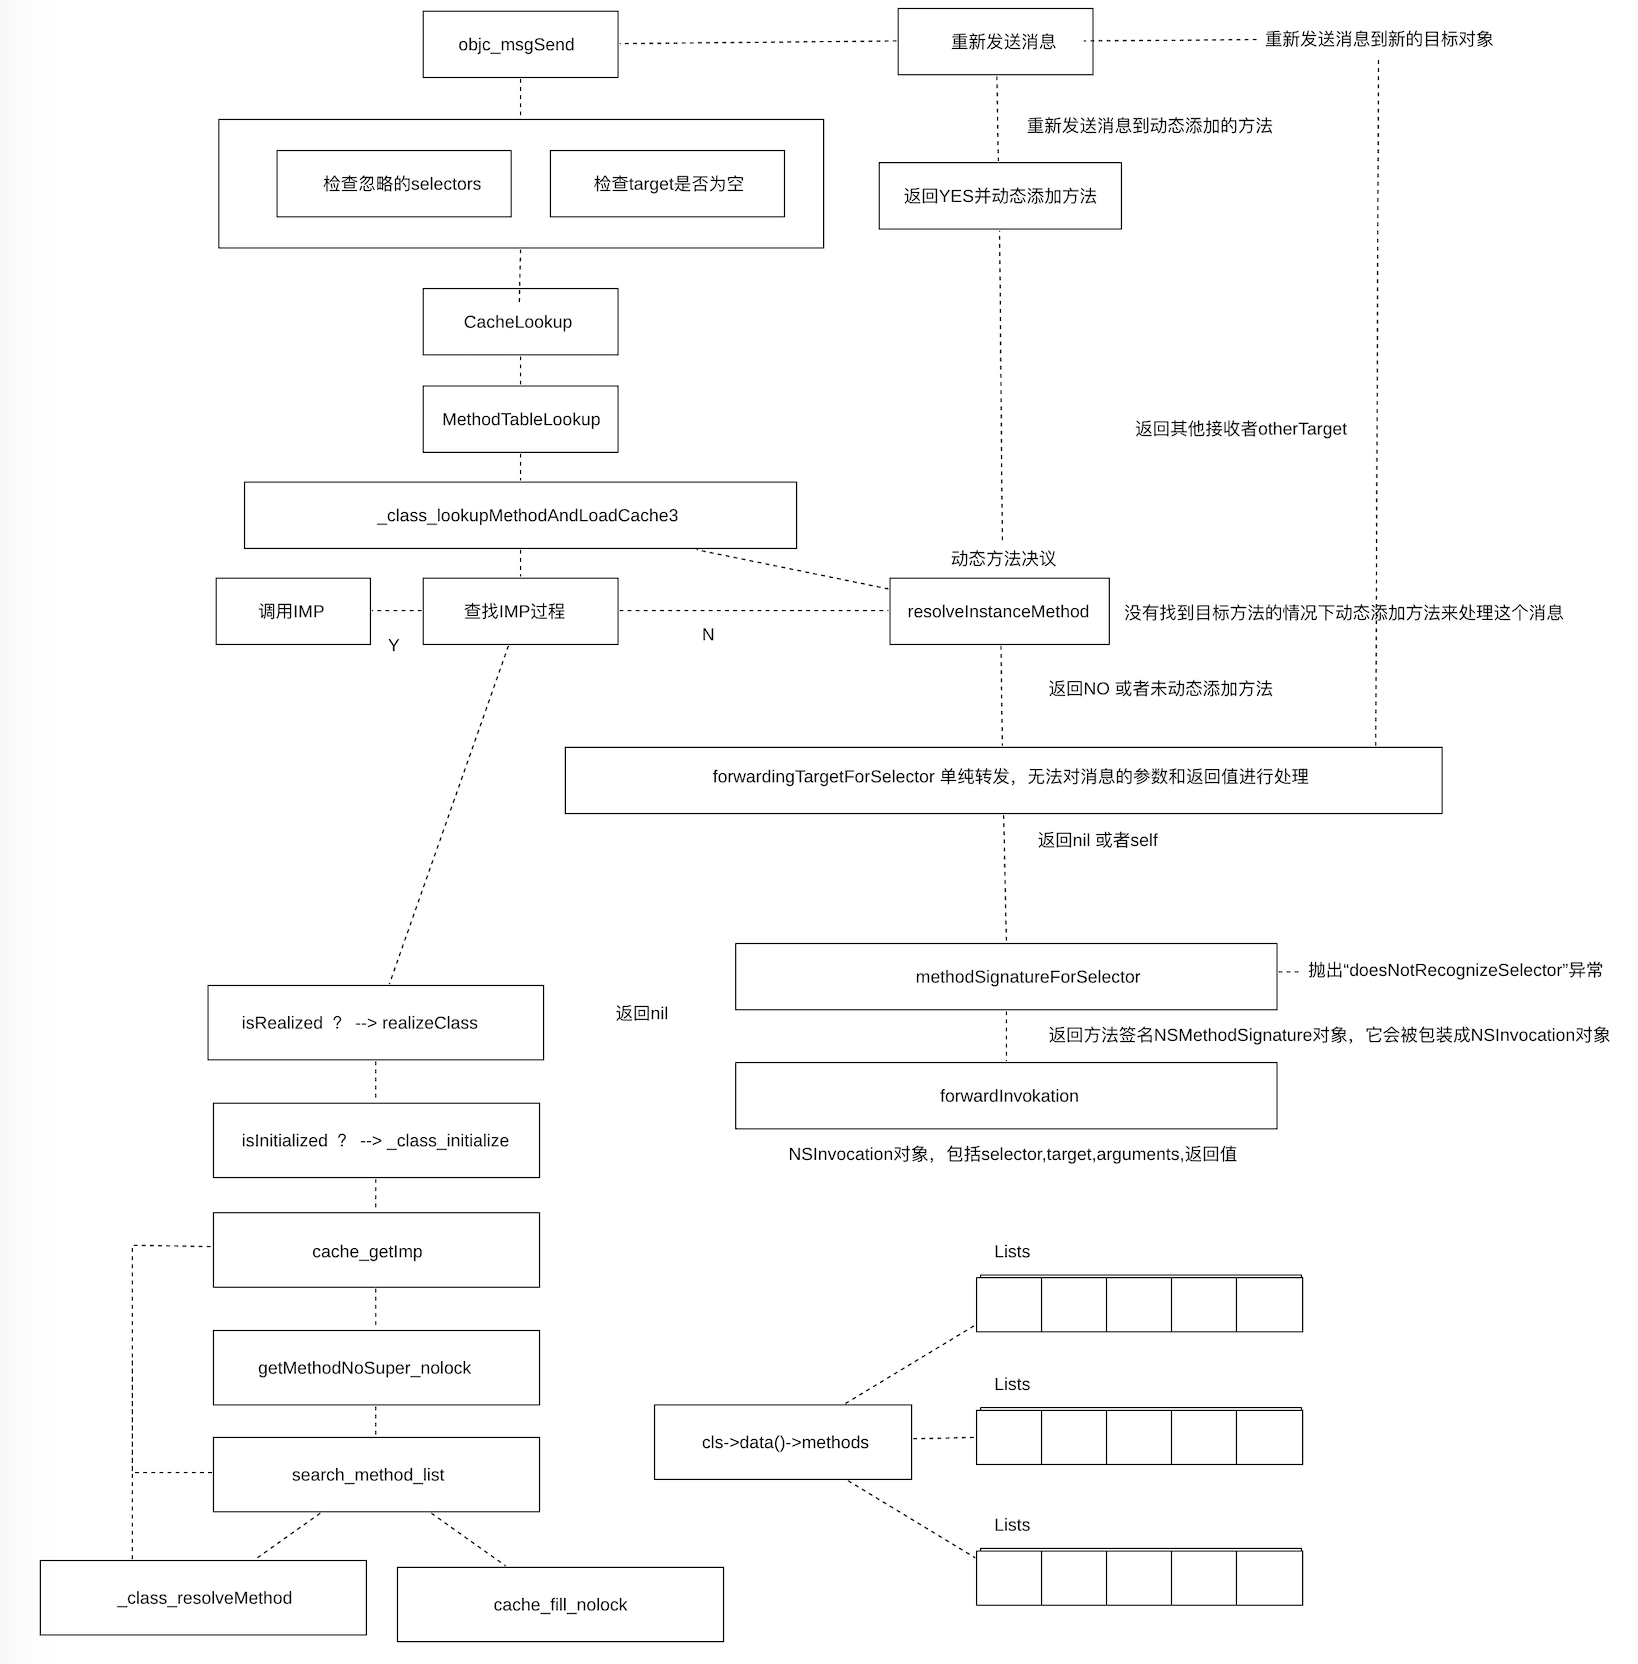 objc_msgSend
重新发送消息
重新发送消息到新的目标对象
重新发送消息到动态添加的方法
检查忽略的selectors
检查target是否为空
返回YES并动态添加方法
CacheLookup
MethodTableLookup
返回其他接收者otherTarget
_class_lookupMethodAndLoadCache3
动态方法决议
调用IMP
查找IMP过程
resolveInstanceMethod
没有找到目标方法的情况下动态添加方法来处理这个消息
Y
N
返回NO 或者未动态添加方法
forwardingTargetForSelector 单纯转发，无法对消息的参数和返回值进行处理
返回nil 或者self
methodSignatureForSelector
抛出“doesNotRecognizeSelector”异常
返回nil
isRealized ？ --> realizeClass
返回方法签名NSMethodSignature对象，它会被包装成NSInvocation对象
forwardInvokation
isInitialized ？ --> _class_initialize
NSInvocation对象，包括selector,target,arguments,返回值
cache_getImp
Lists
getMethodNoSuper_nolock
Lists
cls->data()->methods
search_method_list
Lists
_class_resolveMethod
cache_fill_nolock